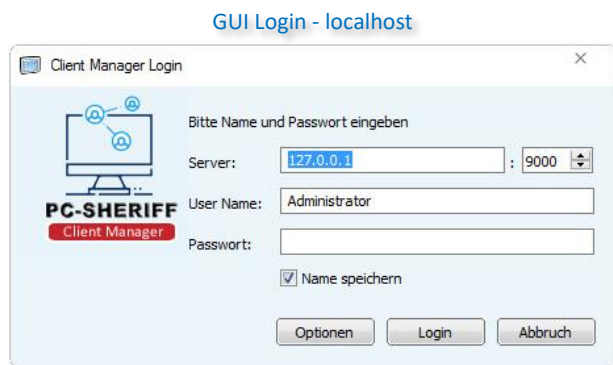 GUI Login - localhost
Client Manager Login
Bitte Name und Passwort eingeben
Server: 127.0.0.1 : 9000
PC-SHERIFF
Client Manager
User Name: Administrator
Passwort:
Name speichern
Optionen Login Abbruch